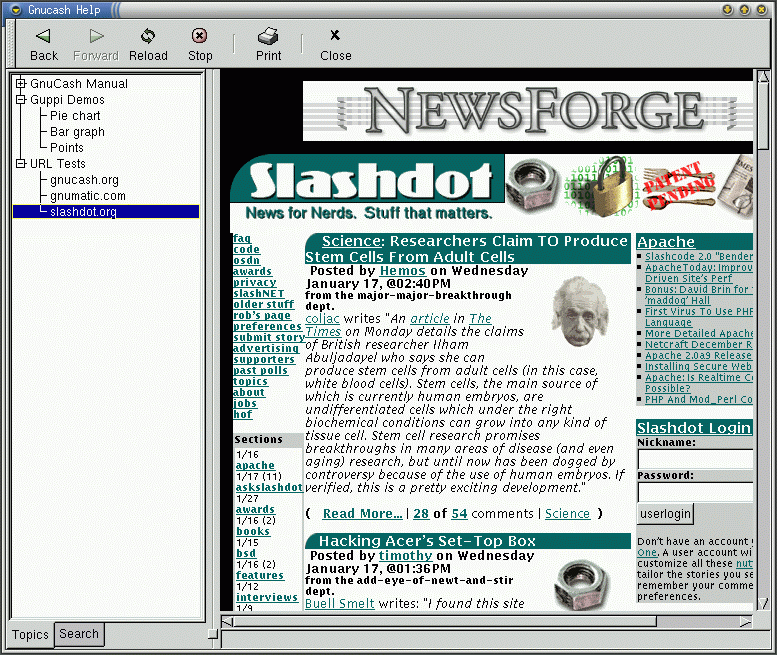 Gnucash Help
Back Forward Reload Stop Print Close
GnuCash Manual
Guppi Demos
Pie chart
Bar graph
Points
URL Tests
gnucash.org
gnumatic.com
slashdot.org
Topics Search
NEWSFORGE
Slashdot
News for Nerds. Stuff that matters.
PATENT
PENDING
faq
code
osdn
awards
privacy
slashNET
older stuff
rob's page
preferences
submit story
advertising
supporters
past polls
topics
about
jobs
hof
Sections
1/16
apache
1/17 (11)
askslashdot
1/27
awards
1/16 (2)
books
1/15
bsd
1/16 (2)
features
1/12
interviews
1/9
Science: Researchers Claim TO Produce
Stem Cells From Adult Cells
Posted by Hemos on Wednesday
January 17, @02:40PM
from the major-major-breakthrough
dept.
coljac writes "An article in The
Times on Monday details the claims
of British researcher Ilham
Abuljadayel who says she can
produce stem cells from adult cells (in this case,
white blood cells). Stem cells, the main source of
which is currently human embryos, are
undifferentiated cells which under the right
biochemical conditions can grow into any kind of
tissue cell. Stem cell research promises
breakthroughs in many areas of disease (and even
aging) research, but until now has been dogged by
controversy because of the use of human embryos. If
verified, this is a pretty exciting development."
( Read More... | 28 of 54 comments | Science )
Hacking Acer's Set-Top Box
Posted by timothy on Wednesday
January 17, @01:36PM
from the add-eye-of-newt-and-stir
dept.
Buell Smelt writes: "I found this site
Apache
Slashcode 2.0 "Bender
ApacheToday: Improv
Driven Site's Perf
Bonus: David Brin for
'maddog' Hall
First Virus To Use PHP
Language
More Detailed Apache
Netcraft December R
Apache 2.0a9 Release
Installing Secure Web
Apache: Is Realtime Co
Possible?
PHP And Mod_Perl Co
Slashdot Login
Nickname:
Password:
userlogin
Don't have an account
One. A user account wi
customize all these nut
tailor the stories you se
remember your comme
preferences.